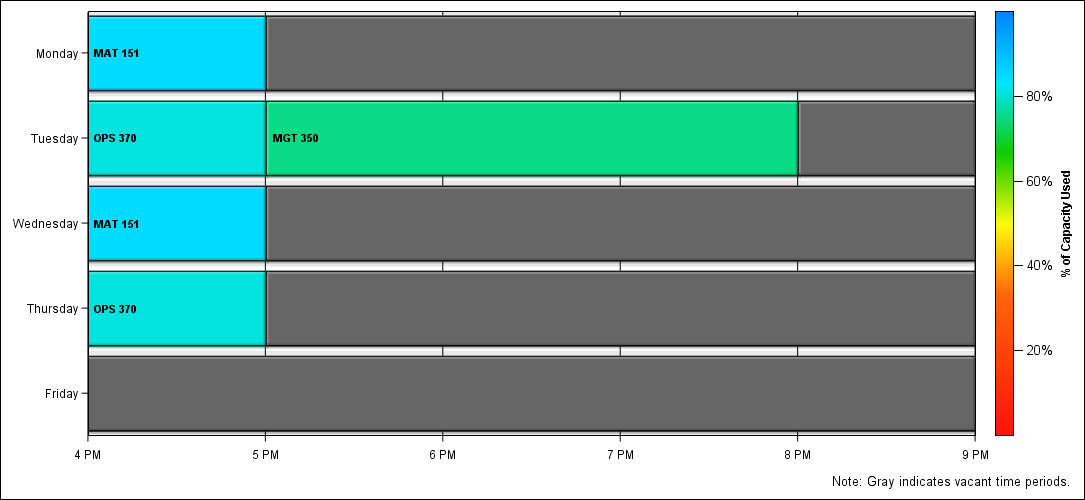 Monday
MAT 151
Tuesday
OPS 370
MGT 350
Wednesday
MAT 151
Thursday
OPS 370
Friday
4 PM
5 PM
6 PM
7 PM
8 PM
9 PM
80%
60%
40%
20%
% of Capacity Used
Note: Gray indicates vacant time periods.